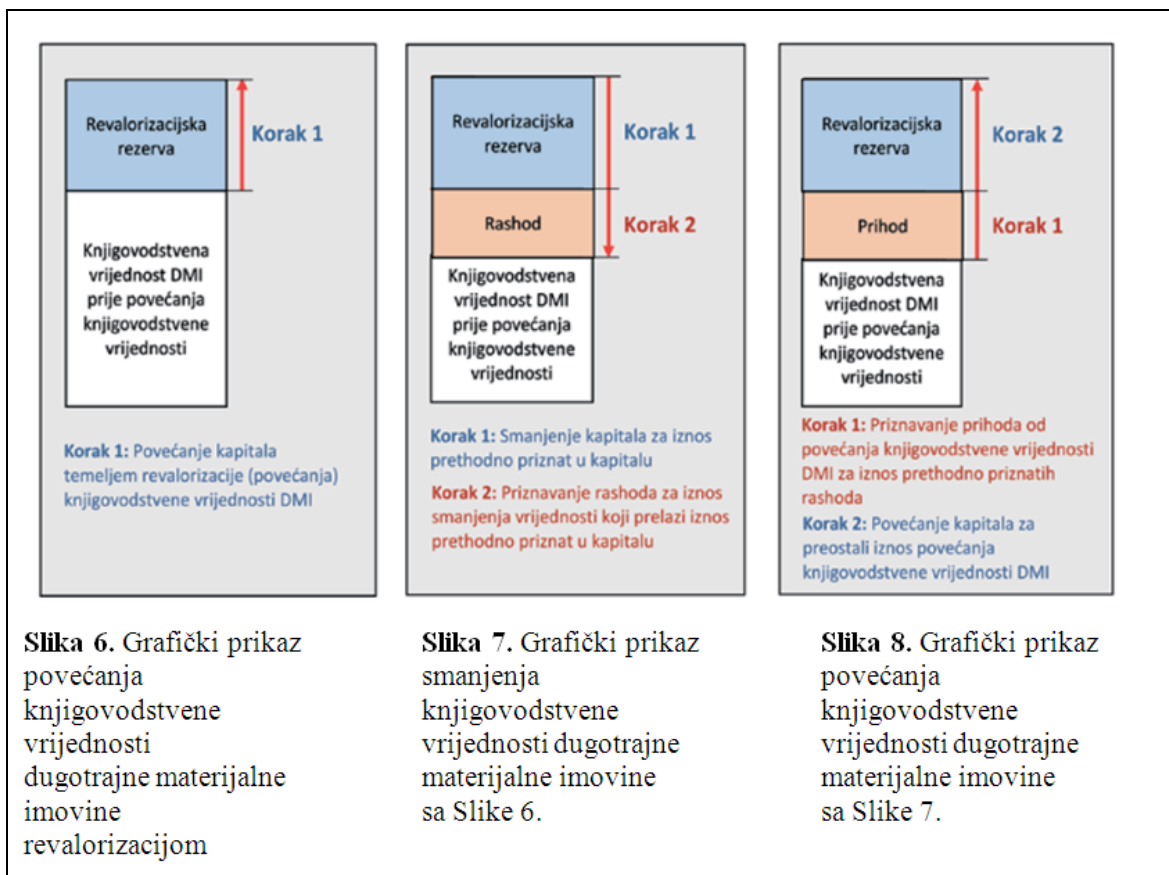 Revalorizacijska
rezerva
Korak 1
Knjigovodstvena
vrijednost DMI
prije povećanja
knjigovodstvene
vrijednosti
Korak 1: Povećanje kapitala
temeljem revalorizacije (povećanja)
knjigovodstvene vrijednosti DMI
Revalorizacijska
rezerva
Korak 1
Rashod
Korak 2
Knjigovodstvena
vrijednost DMI
prije povećanja
knjigovodstvene
vrijednosti
Korak 1: Smanjenje kapitala za iznos
prethodno priznat u kapitalu
Korak 2: Priznavanje rashoda za iznos
smanjenja vrijednosti koji prelazi iznos
prethodno priznat u kapitalu
Revalorizacijska
rezerva
Korak 2
Prihod
Korak 1
Knjigovodstvena
vrijednost DMI
prije povećanja
knjigovodstvene
vrijednosti
Korak 1: Priznavanje prihoda od
povećanja knjigovodstvene vrijednosti
DMI za iznos prethodno priznatih
rashoda
Korak 2: Povećanje kapitala za
preostali iznos povećanja
knjigovodstvene vrijednosti DMI
Slika 6. Grafički prikaz
povećanja
knjigovodstvene
vrijednosti
dugotrajne materijalne
imovine
revalorizacijom
Slika 7. Grafički prikaz
smanjenja
knjigovodstvene
vrijednosti dugotrajne
materijalne imovine
sa Slike 6.
Slika 8. Grafički prikaz
povećanja
knjigovodstvene
vrijednosti dugotrajne
materijalne imovine
sa Slike 7.